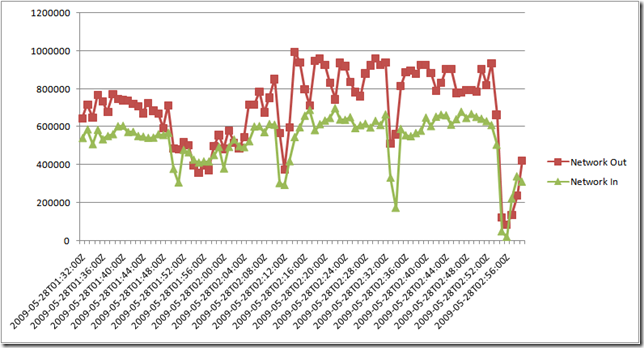 1200000
1000000
800000
600000
400000
200000
0
2009-05-28T01:32:00Z
2009-05-28T01:36:00Z
2009-05-28T01:40:00Z
2009-05-28T01:44:00Z
2009-05-28T01:48:00Z
2009-05-28T01:52:00Z
2009-05-28T01:56:00Z
2009-05-28T02:00:00Z
2009-05-28T02:04:00Z
2009-05-28T02:08:00Z
2009-05-28T02:12:00Z
2009-05-28T02:16:00Z
2009-05-28T02:20:00Z
2009-05-28T02:24:00Z
2009-05-28T02:28:00Z
2009-05-28T02:32:00Z
2009-05-28T02:36:00Z
2009-05-28T02:40:00Z
2009-05-28T02:44:00Z
2009-05-28T02:48:00Z
2009-05-28T02:52:00Z
2009-05-28T02:56:00Z
Network Out
Network In